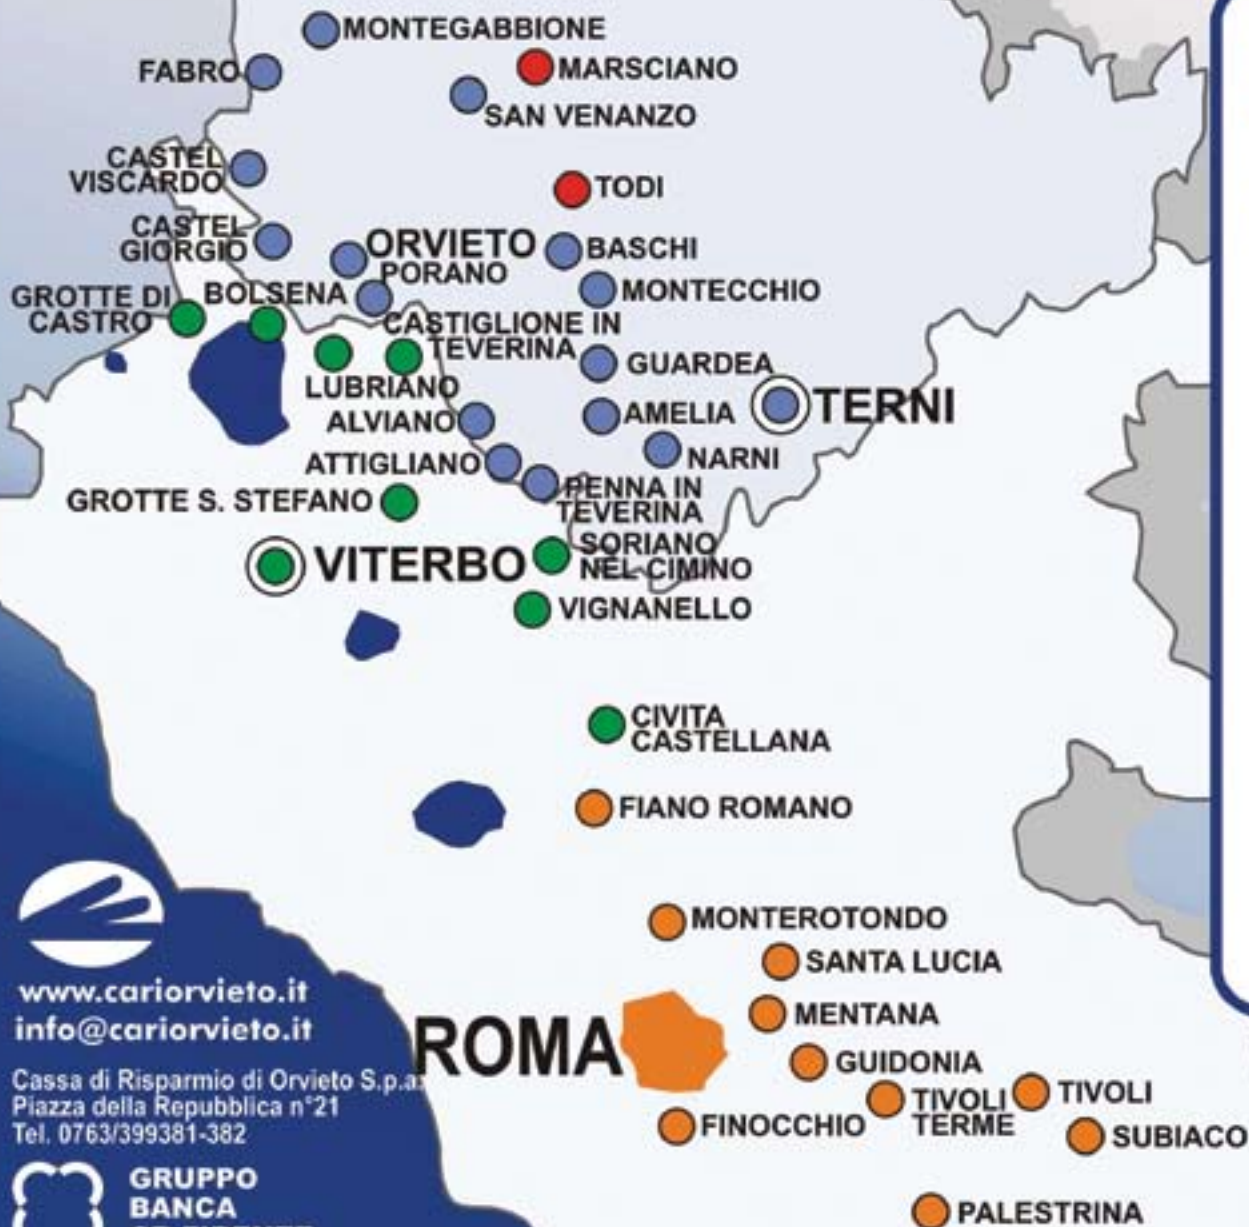 MONTEGABBIONE
FABRO
MARSCIANO
SAN VENANZO
CASTEL
VISCARDO
TODI
CASTEL
GIORGIO
ORVIETO
BASCHI
PORANO
GROTTE DI
CASTRO
BOLSENA
MONTECCHIO
CASTIGLIONE IN
TEVERINA
GUARDEA
LUBRIANO
TERNI
ALVIANO
AMELIA
NARNI
ATTIGLIANO
PENNA IN
TEVERINA
GROTTE S. STEFANO
SORIANO
NEL CIMINO
VITERBO
VIGNANELLO
CIVITA
CASTELLANA
FIANO ROMANO
MONTEROTONDO
SANTA LUCIA
MENTANA
ROMA
GUIDONIA
TIVOLI
TERME
TIVOLI
FINOCCHIO
SUBIACO
PALESTRINA
www.cariorvieto.it
info@cariorvieto.it
Cassa di Risparmio di Orvieto S.p.a.
Piazza della Repubblica n°21
Tel. 0763/399381-382
GRUPPO
BANCA